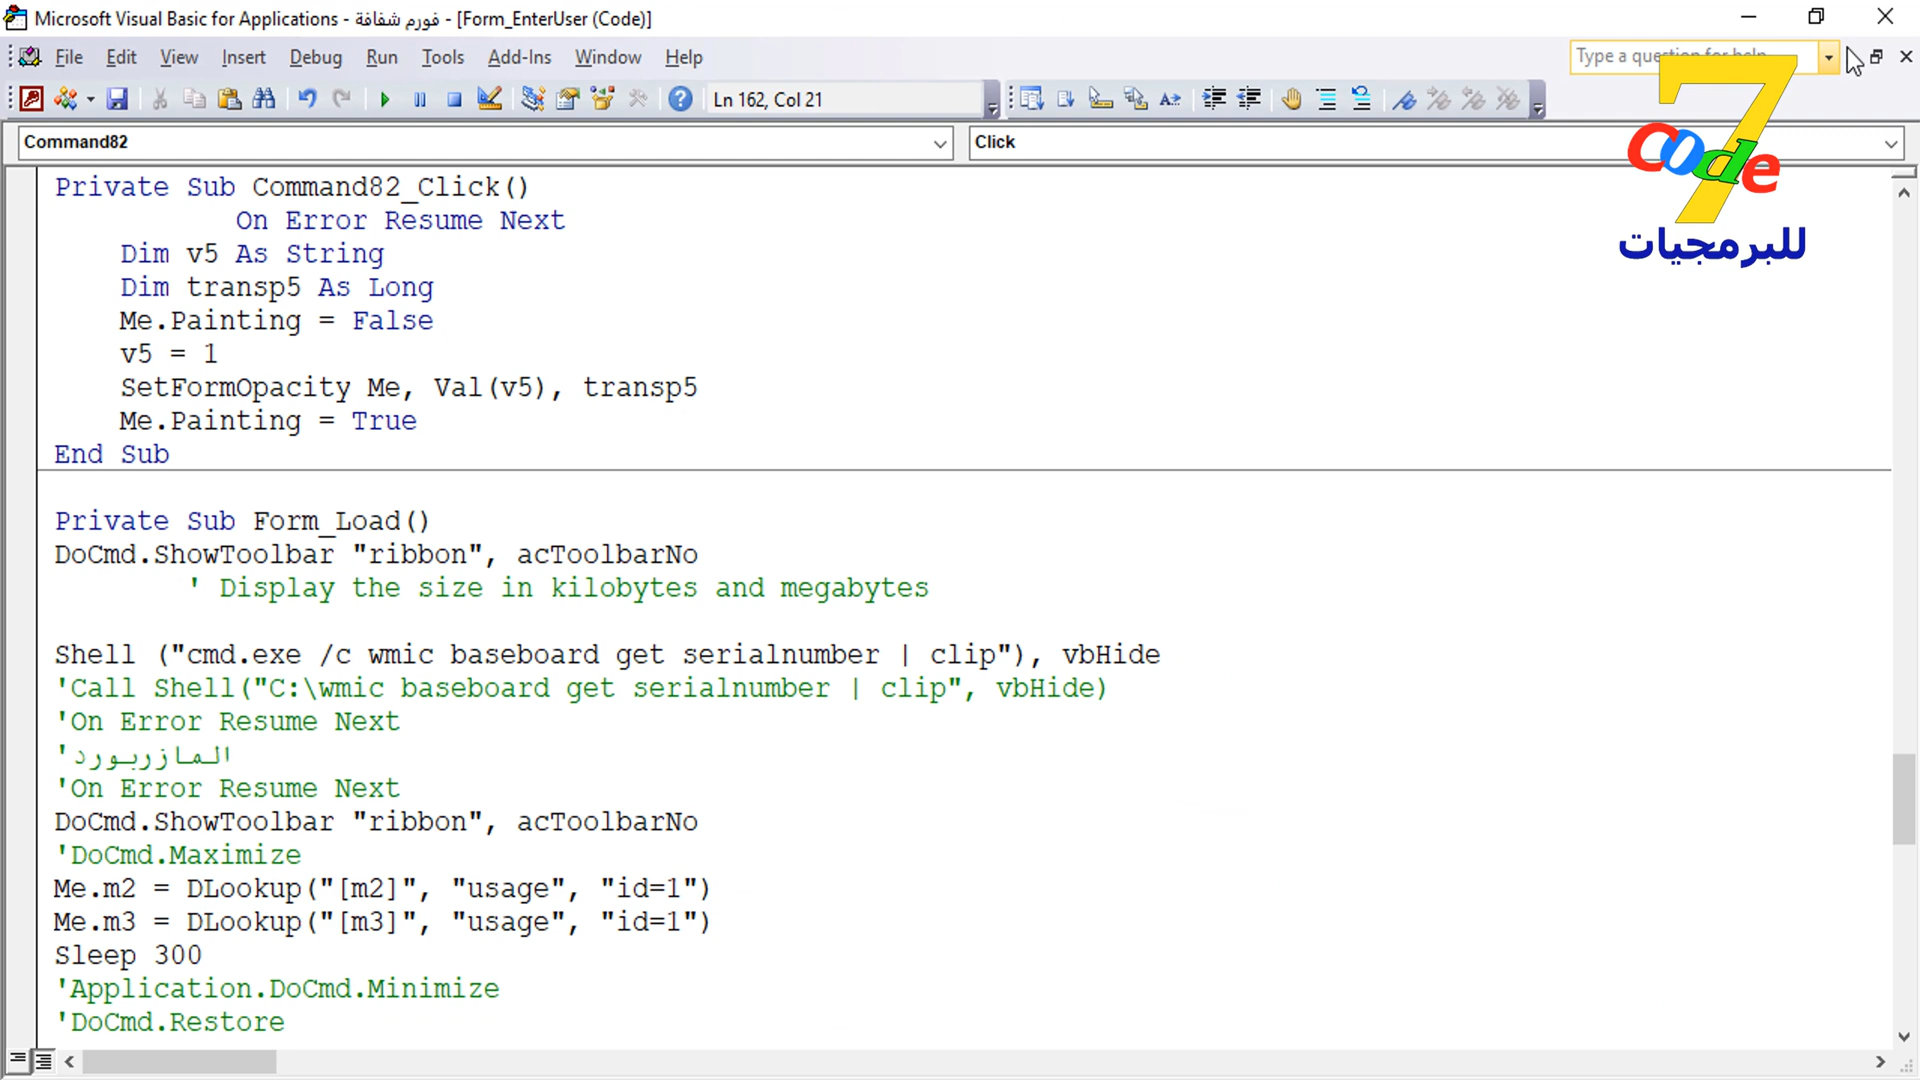 Microsoft Visual Basic for Applications - فورم شفافة - [Form_EnterUser (Code)]
File Edit View Insert Debug Run Tools Add-Ins Window Help
Type a question for help
Ln 162, Col 21
Command82
Click
7
Code
للبرمجيات
Private Sub Command82_Click()
On Error Resume Next
Dim v5 As String
Dim transp5 As Long
Me.Painting = False
v5 = 1
SetFormOpacity Me, Val(v5), transp5
Me.Painting = True
End Sub
Private Sub Form_Load()
DoCmd.ShowToolbar "ribbon", acToolbarNo
' Display the size in kilobytes and megabytes
Shell ("cmd.exe /c wmic baseboard get serialnumber | clip"), vbHide
'Call Shell("C:\wmic baseboard get serialnumber | clip", vbHide)
'On Error Resume Next
'المازربورد
'On Error Resume Next
DoCmd.ShowToolbar "ribbon", acToolbarNo
'DoCmd.Maximize
Me.m2 = DLookup("[m2]", "usage", "id=1")
Me.m3 = DLookup("[m3]", "usage", "id=1")
Sleep 300
'Application.DoCmd.Minimize
'DoCmd.Restore